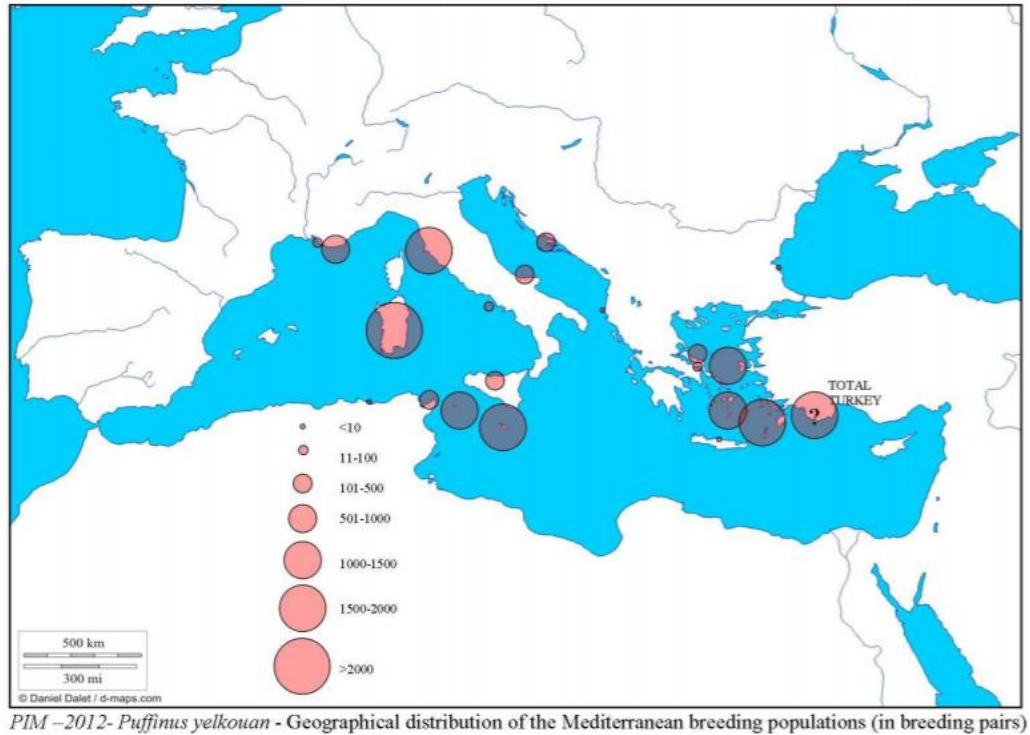 TOTAL
TURKEY
?
<10
11-100
101-500
501-1000
1000-1500
1500-2000
>2000
500 km
300 mi
© Daniel Dalet / d-maps.com
PIM –2012- Puffinus yelkouan - Geographical distribution of the Mediterranean breeding populations (in breeding pairs)